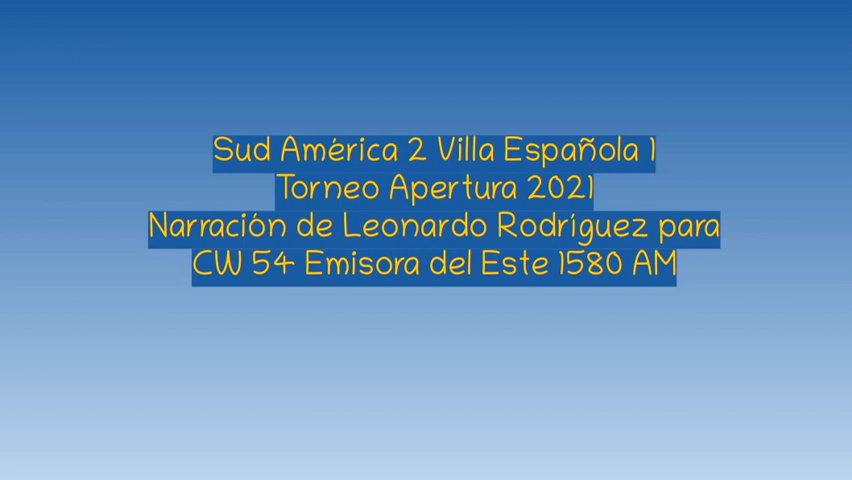 Sud América 2 Villa Española 1
Torneo Apertura 2021
Narración de Leonardo Rodríguez para
CW 54 Emisora del Este 1580 AM